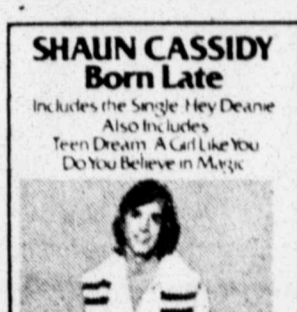 SHAUN CASSIDY
Born Late
Includes the Single Hey Deanie
Also Includes
Teen Dream A Girl Like You
Do You Believe in Magic